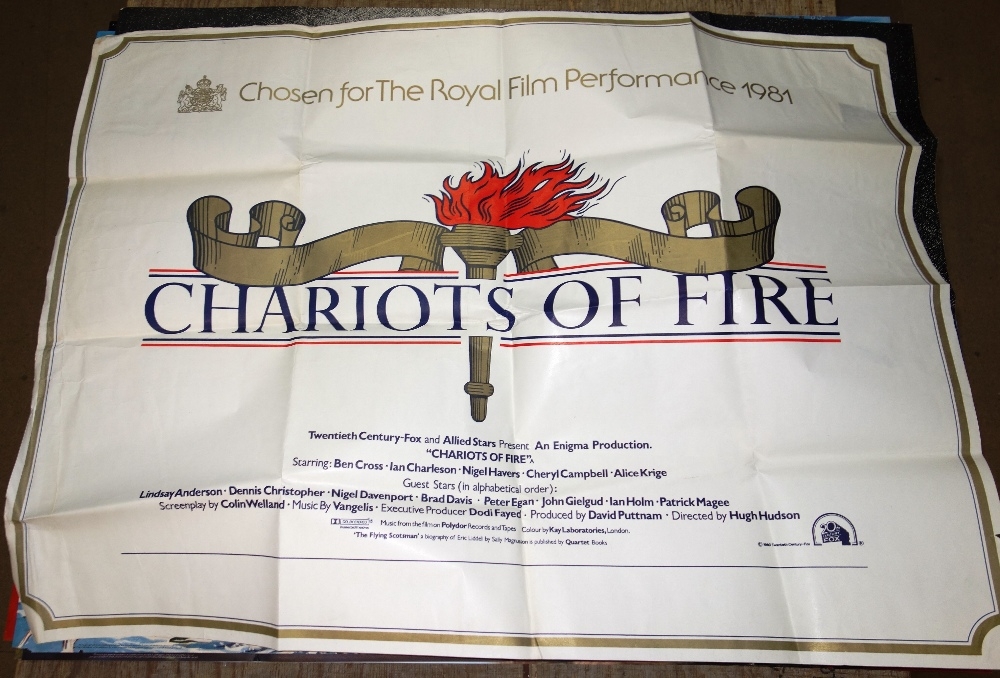 Chosen for The Royal Film Performance 1981
CHARIOTS OF FIRE
Twentieth Century-Fox and Allied Stars Present An Enigma Production.
"CHARIOTS OF FIRE".
Starring: Ben Cross · Ian Charleson · Nigel Havers · Cheryl Campbell · Alice Krige
Guest Stars (in alphabetical order):
Lindsay Anderson · Dennis Christopher · Nigel Davenport · Brad Davis · Peter Egan · John Gielgud · Ian Holm · Patrick Magee
Screenplay by Colin Welland · Music By Vangelis · Executive Producer Dodi Fayed · Produced by David Puttnam · Directed by Hugh Hudson
Music from the film on Polydor Records and Tapes Colour by Kay Laboratories, London.
'The Flying Scotsman' a biography of Eric Liddel by Sally Magnusson is published by Quartet Books
Twentieth Century-Fox